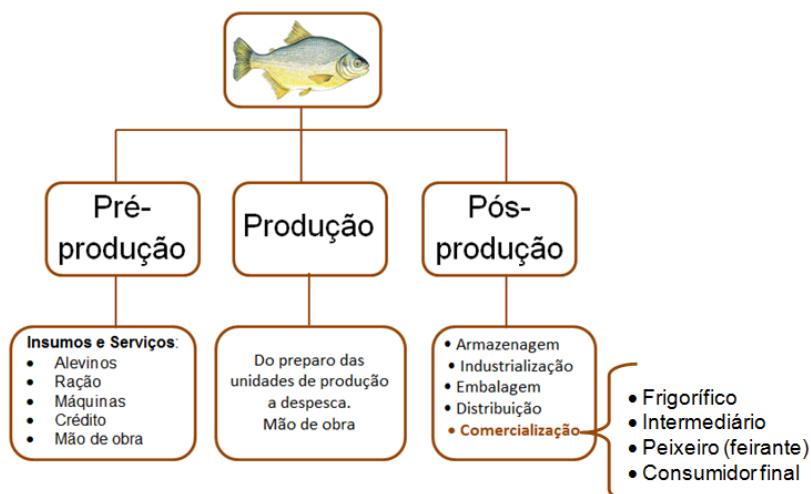 Pré-
produção
Produção
Pós-
produção
Insumos e Serviços:
• Alevinos
• Ração
• Máquinas
• Crédito
• Mão de obra
Do preparo das
unidades de produção
a despesca.
Mão de obra
• Armazenagem
• Industrialização
• Embalagem
• Distribuição
• Comercialização
• Frigorífico
• Intermediário
• Peixeiro (feirante)
• Consumidor final